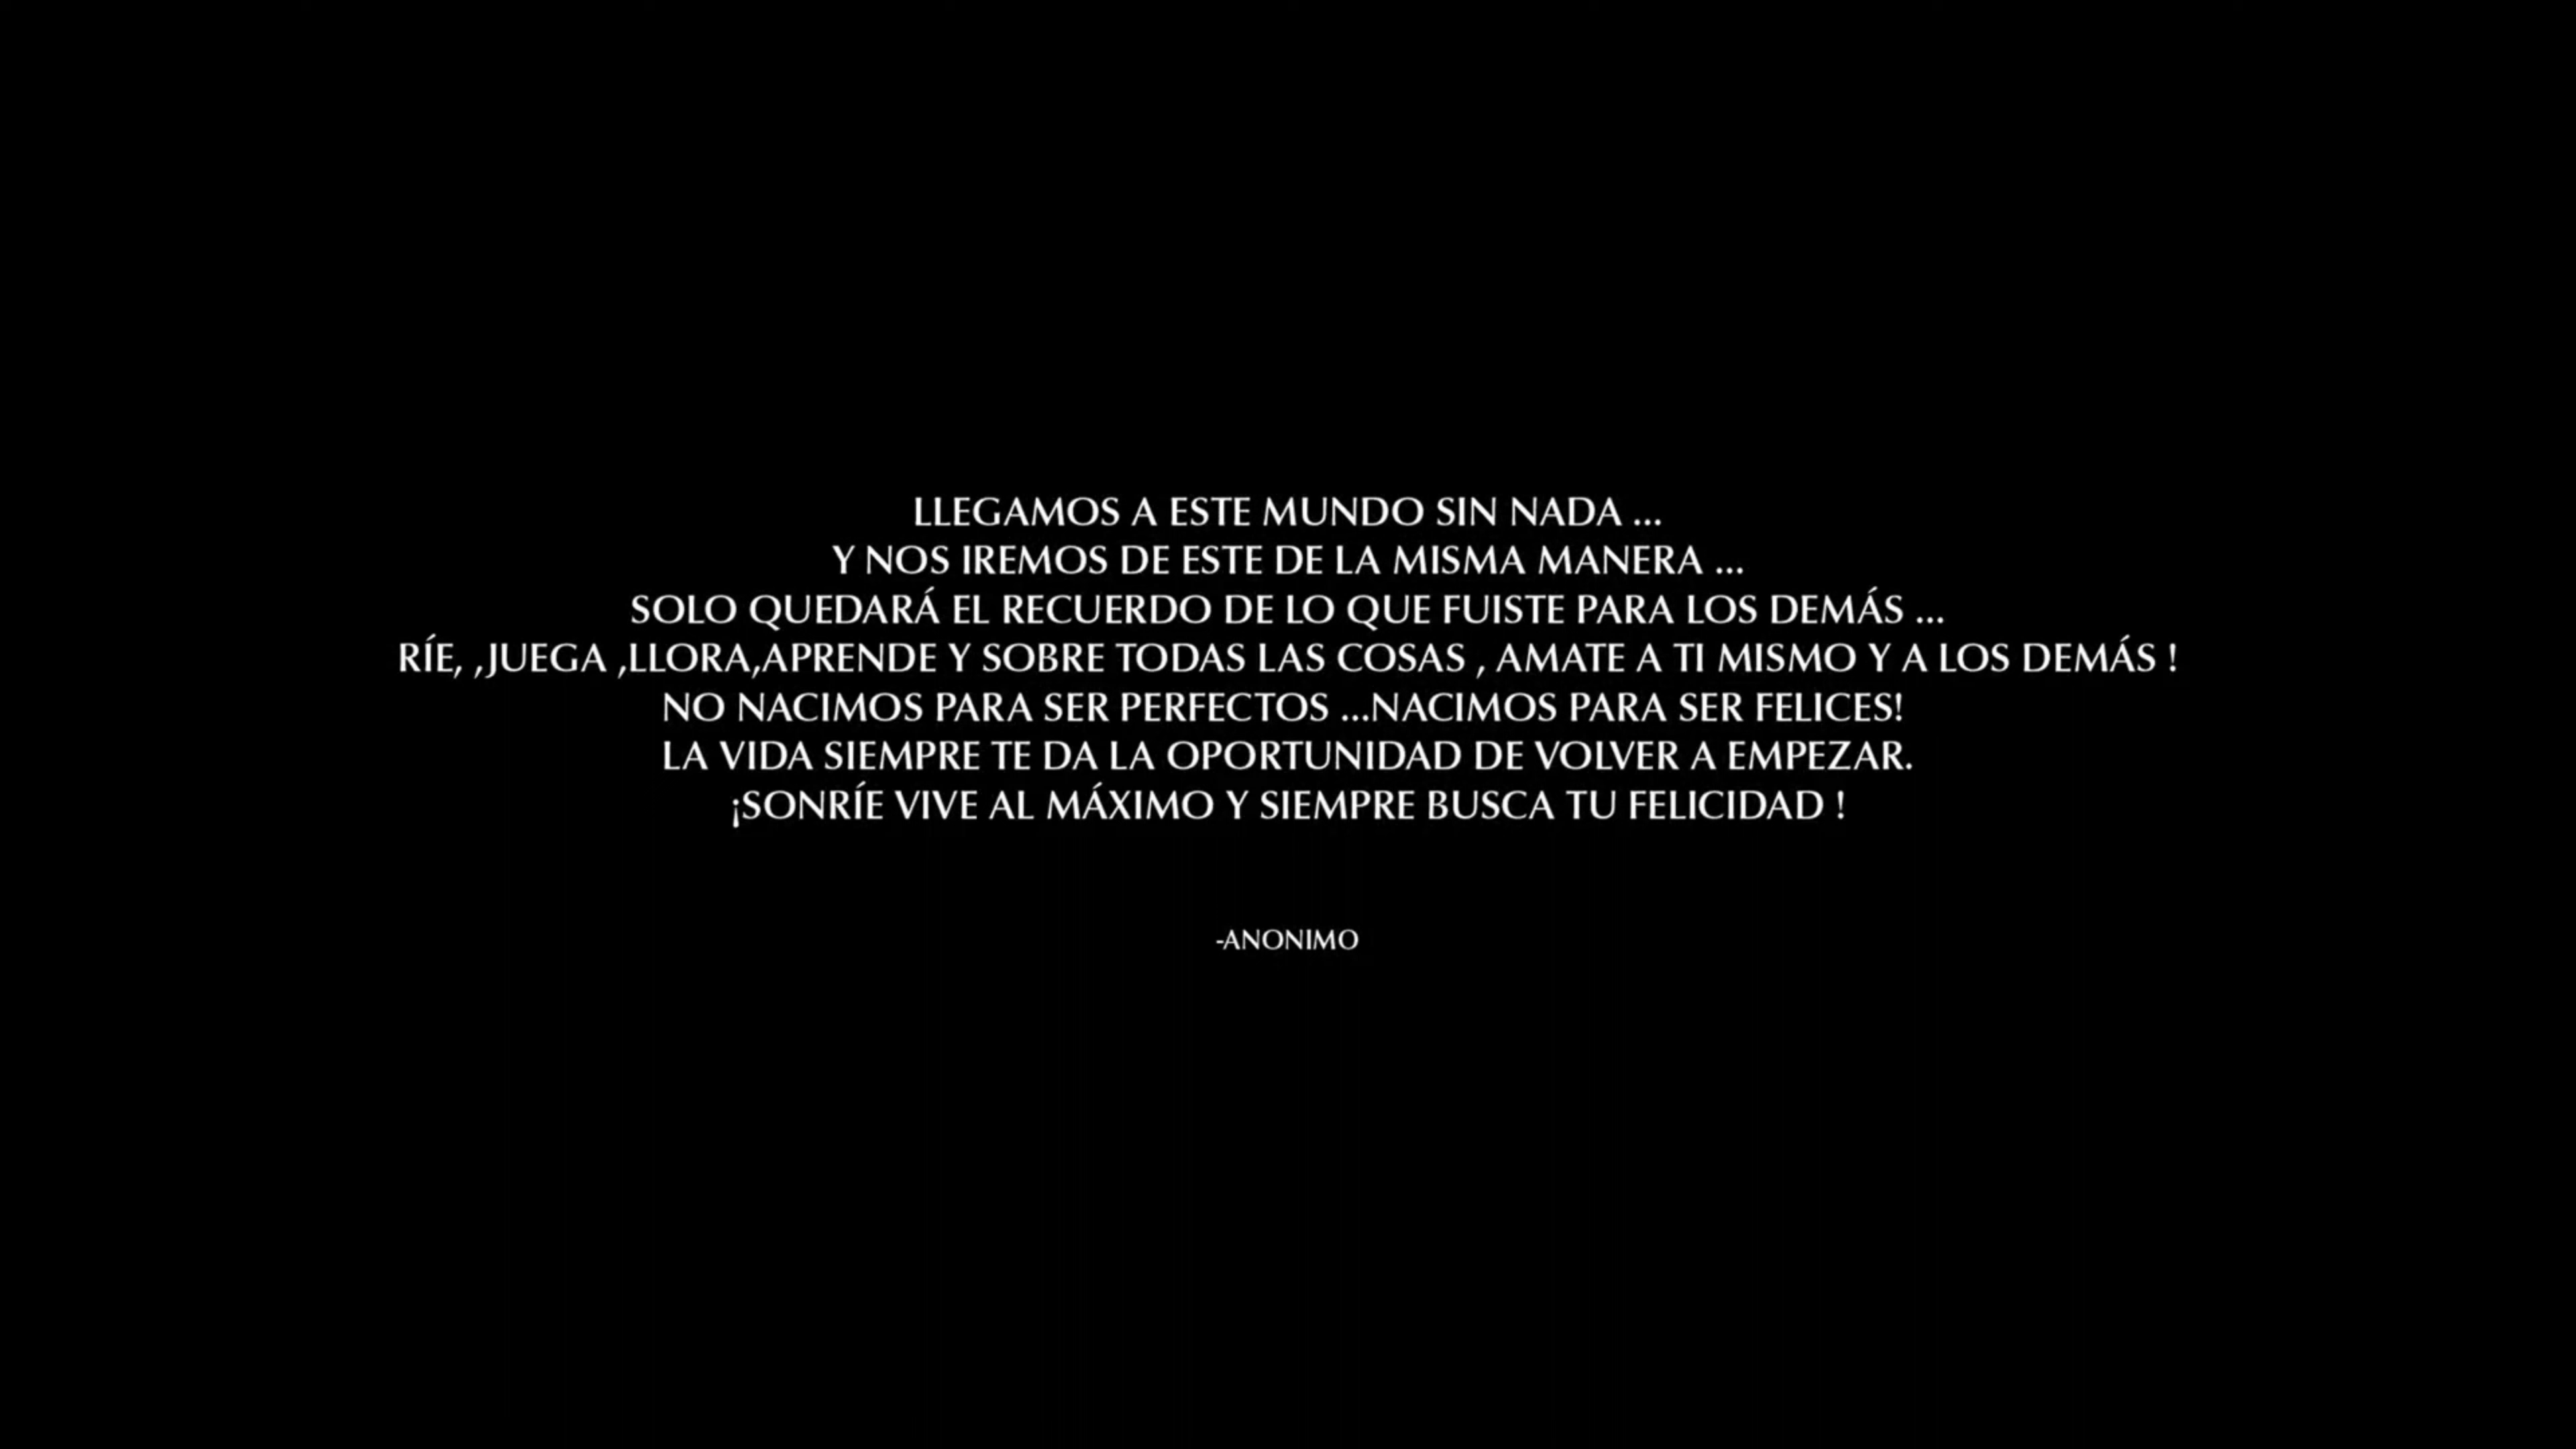 LLEGAMOS A ESTE MUNDO SIN NADA ...
Y NOS IREMOS DE ESTE DE LA MISMA MANERA ...
SOLO QUEDARÁ EL RECUERDO DE LO QUE FUISTE PARA LOS DEMÁS ...
RÍE, ,JUEGA ,LLORA,APRENDE Y SOBRE TODAS LAS COSAS , AMATE A TI MISMO Y A LOS DEMÁS !
NO NACIMOS PARA SER PERFECTOS ...NACIMOS PARA SER FELICES!
LA VIDA SIEMPRE TE DA LA OPORTUNIDAD DE VOLVER A EMPEZAR.
¡SONRÍE VIVE AL MÁXIMO Y SIEMPRE BUSCA TU FELICIDAD !
-ANONIMO